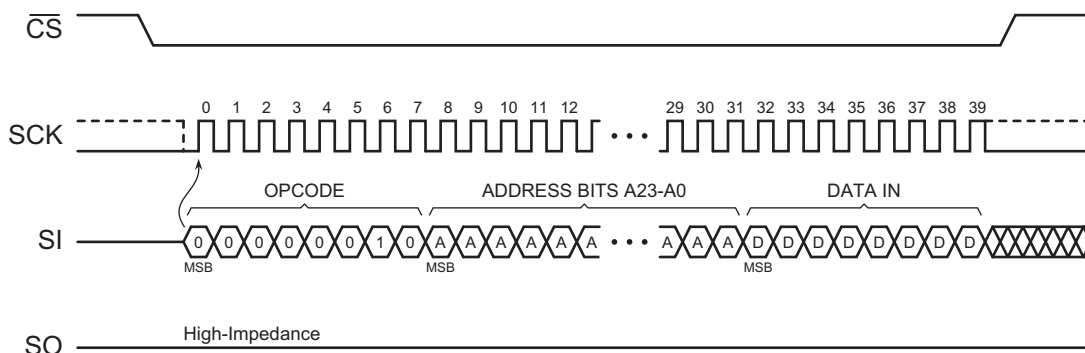 CS
0 1 2 3 4 5 6 7 8 9 10 11 12 29 30 31 32 33 34 35 36 37 38 39
SCK
OPCODE ADDRESS BITS A23-A0 DATA IN
SI 0 0 0 0 0 0 1 0 A A A A A A A A A D D D D D D D D
MSB MSB MSB
High-Impedance
SO